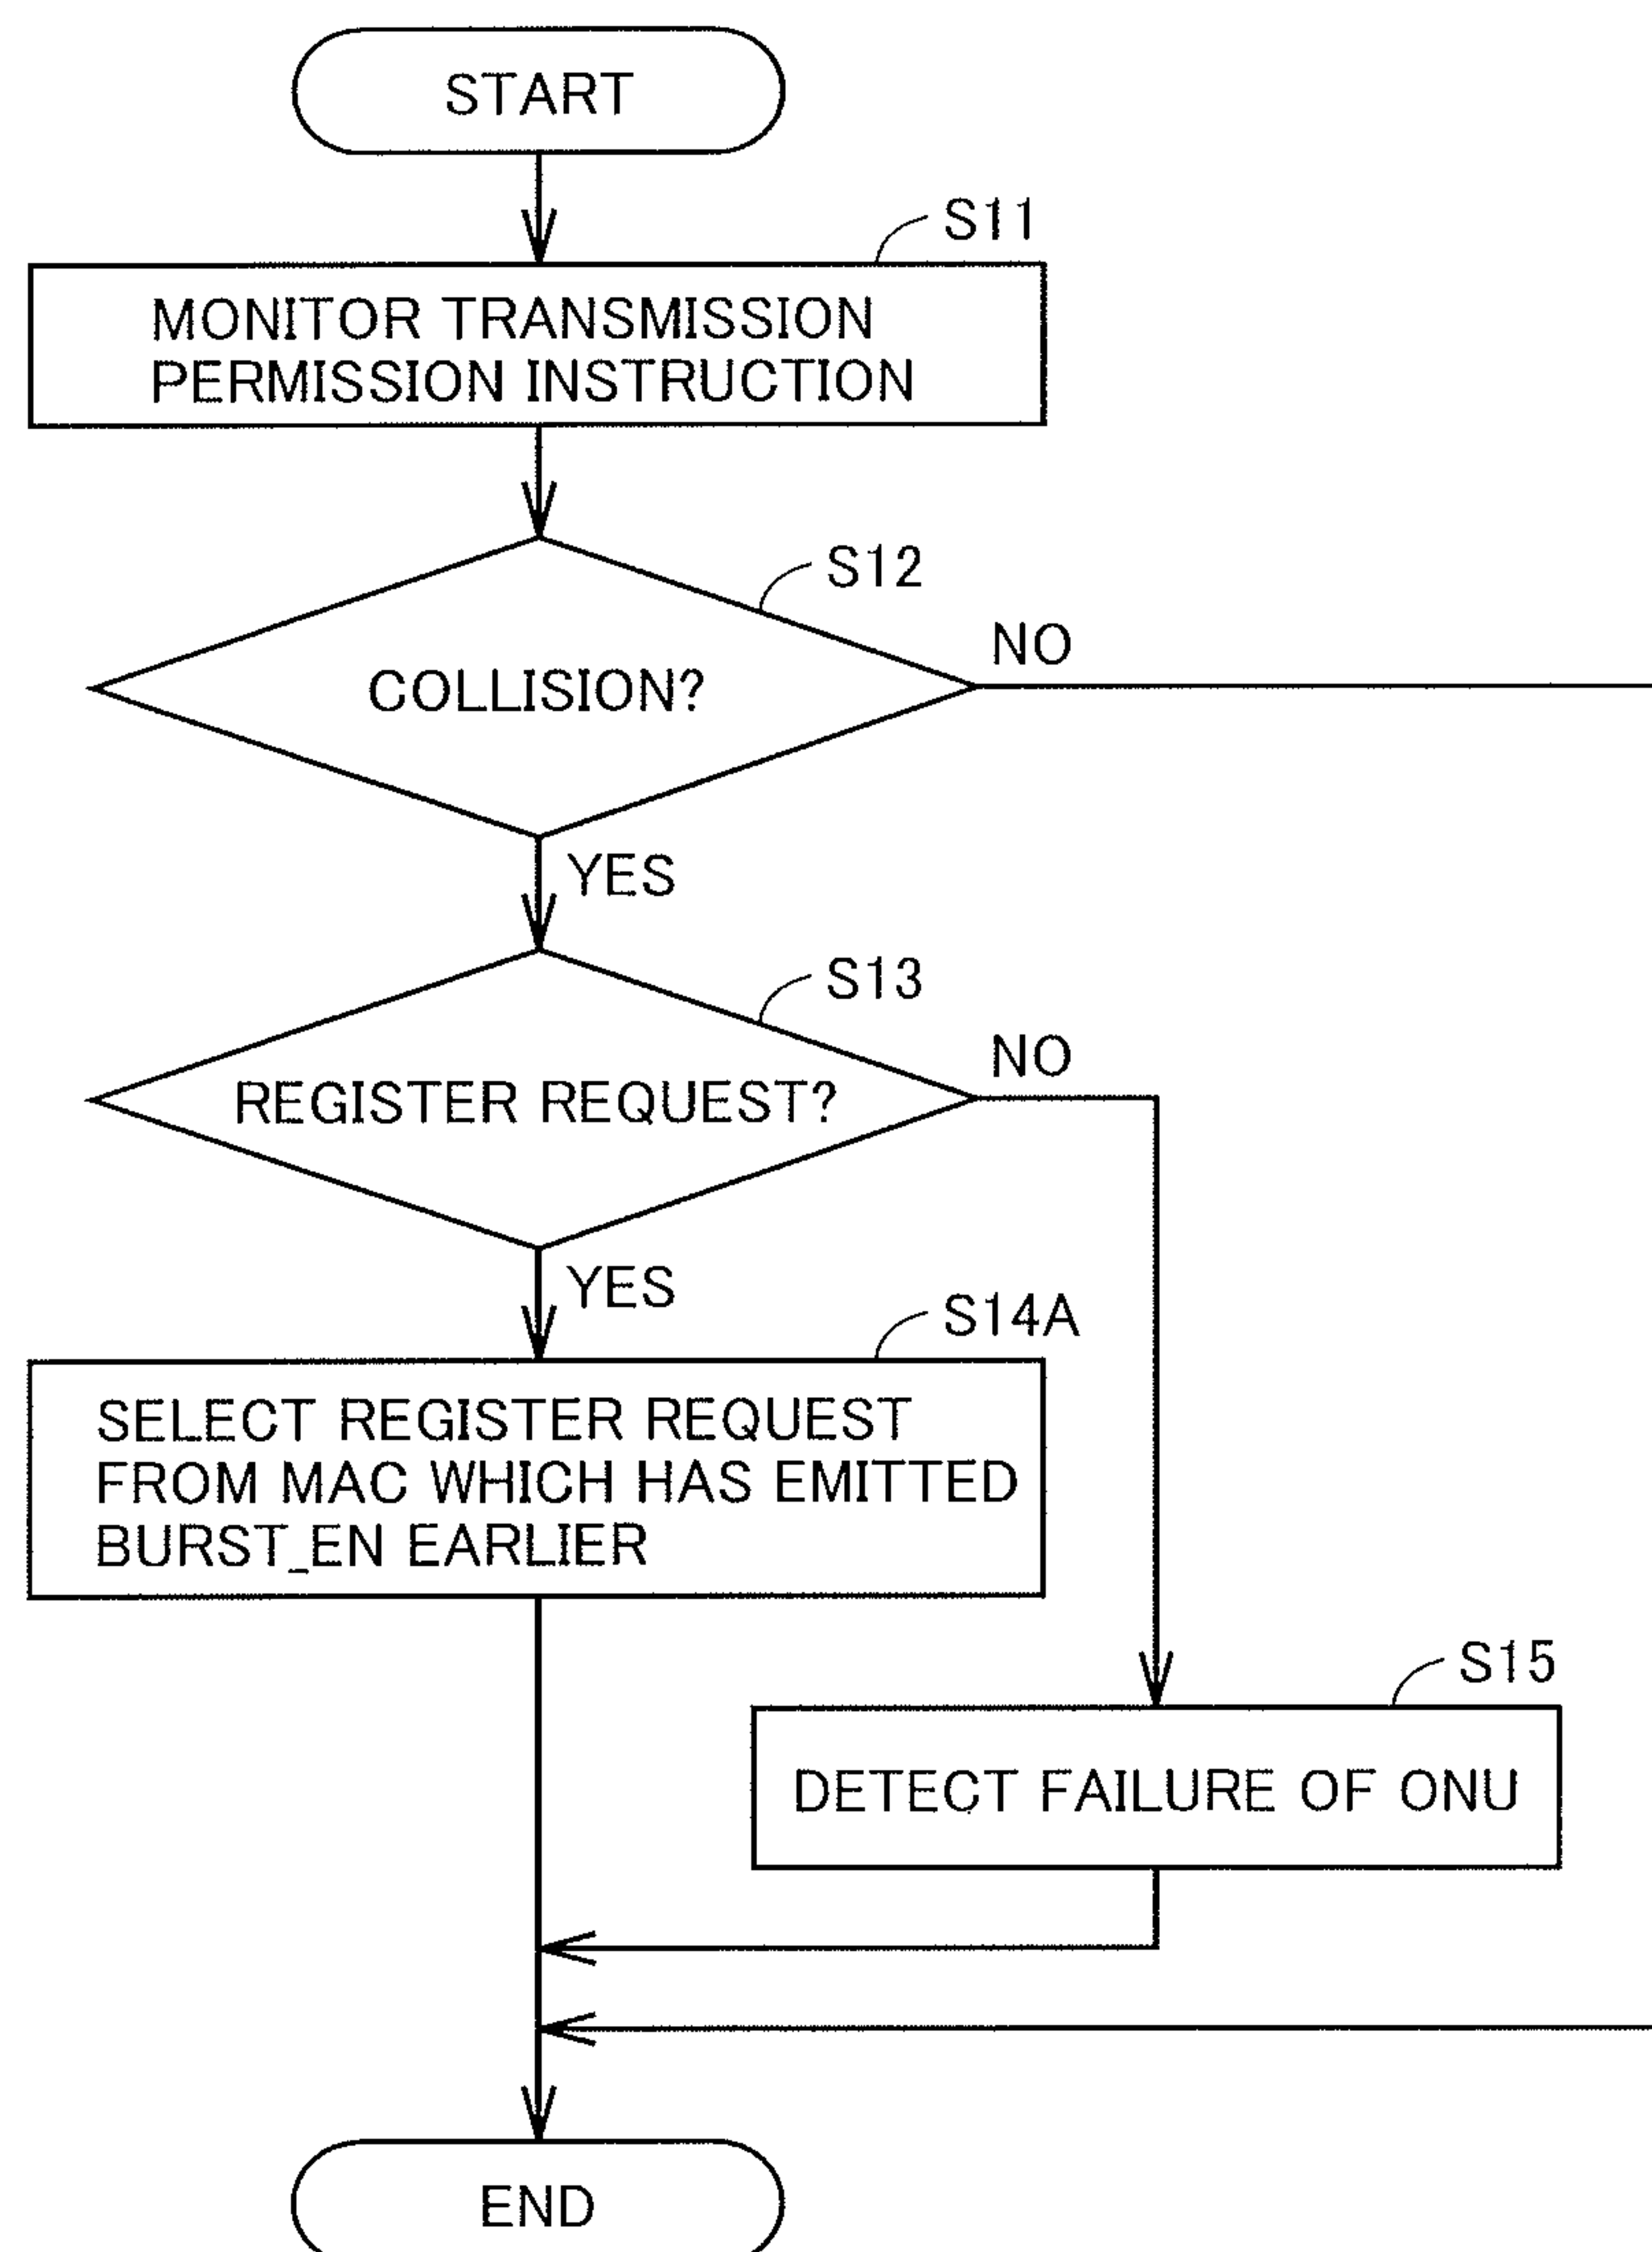 START
S11
MONITOR TRANSMISSION
PERMISSION INSTRUCTION
S12
NO
COLLISION?
YES
S13
NO
REGISTER REQUEST?
YES
S14A
SELECT REGISTER REQUEST
FROM MAC WHICH HAS EMITTED
BURST_EN EARLIER
S15
DETECT FAILURE OF ONU
END